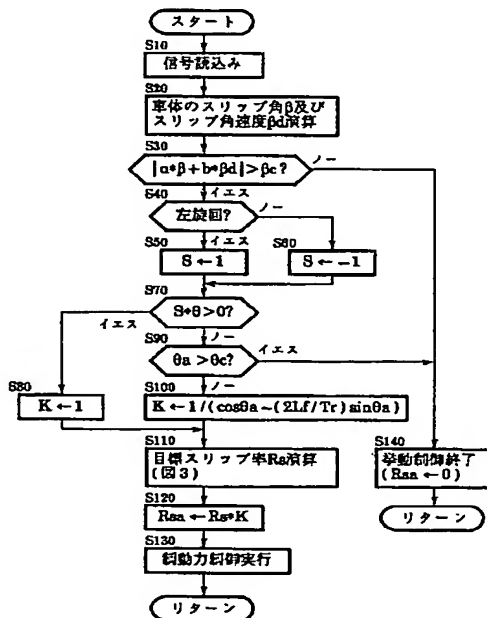 スタート
S10
信号読込み
S20
車体のスリップ角β及び
スリップ角速度βd演算
S30
|a*β+b*βd|>βc?
ノー
イエス
S40
左旋回?
ノー
イエス
S50
S←1
S60
S←-1
S70
S*θ>0?
イエス
ノー
S90
θa>θc?
イエス
ノー
S80
K←1
S100
K←1/(cosθa-(2Lf/Tr)sinθa)
S110
目標スリップ率Rs演算
(図3)
S120
Rsa←Rs*K
S130
制動力制御実行
リターン
S140
挙動制御終了
(Rsa←0)
リターン